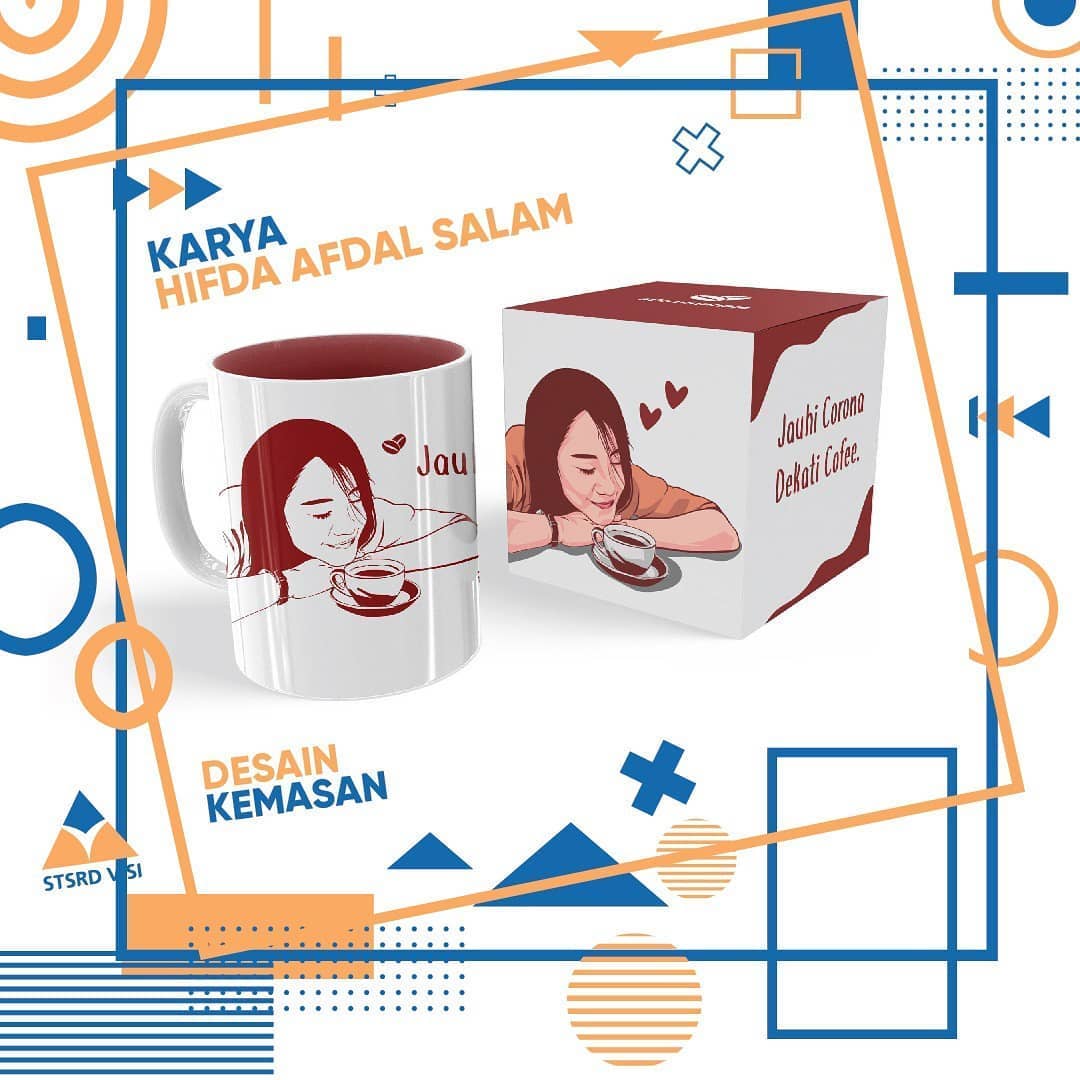 KARYA
HIFDA AFDAL SALAM
Jau
Jauhi Corona
Dekati Cofee.
DESAIN
KEMASAN
STSRD VISI